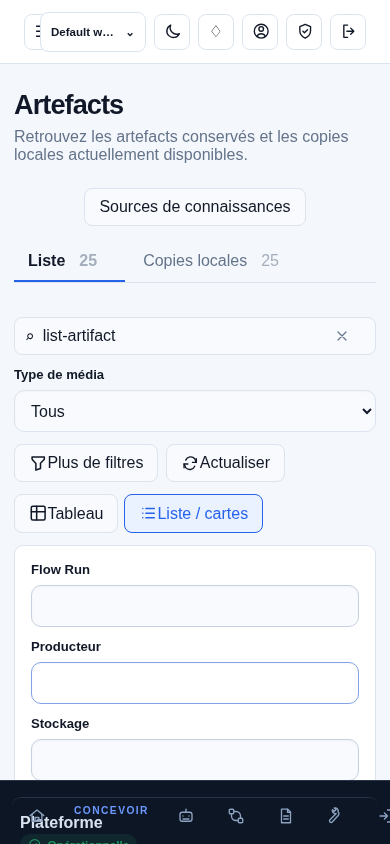 Default w...
Artefacts
Retrouvez les artefacts conservés et les copies
locales actuellement disponibles.
Sources de connaissances
Liste 25 Copies locales 25
list-artifact
Type de média
Tous
Plus de filtres Actualiser
Tableau Liste / cartes
Flow Run
Producteur
Stockage
CONCEVOIR
Plateforme
Opérationnelle